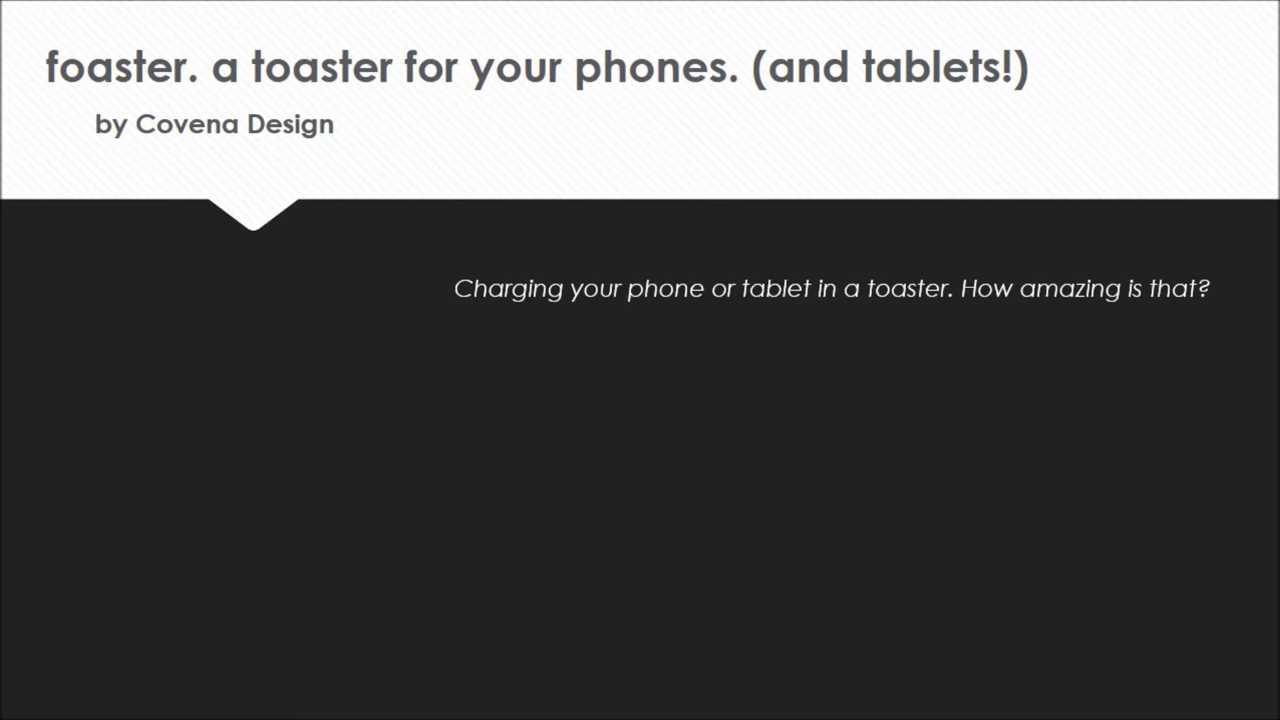 foaster. a toaster for your phones. (and tablets!)
by Covena Design
Charging your phone or tablet in a toaster. How amazing is that?